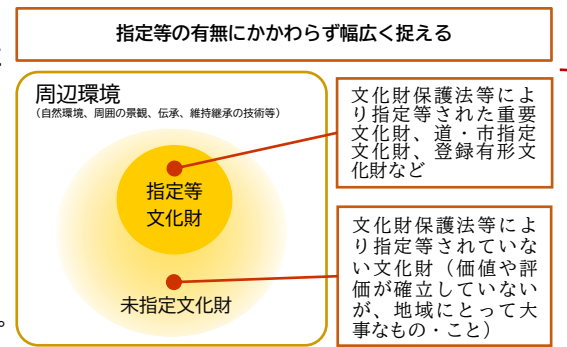 指定等の有無にかかわらず幅広く捉える
周辺環境
（自然環境、周囲の景観、伝承、維持継承の技術等）
指定等
文化財
未指定文化財
文化財保護法等によ
り指定等された重要
文化財、道・市指定
文化財、登録有形文
化財など
文化財保護法等によ
り指定等されていな
い文化財（価値や評
価が確立していない
が、地域にとって大
事なもの・こと）
。